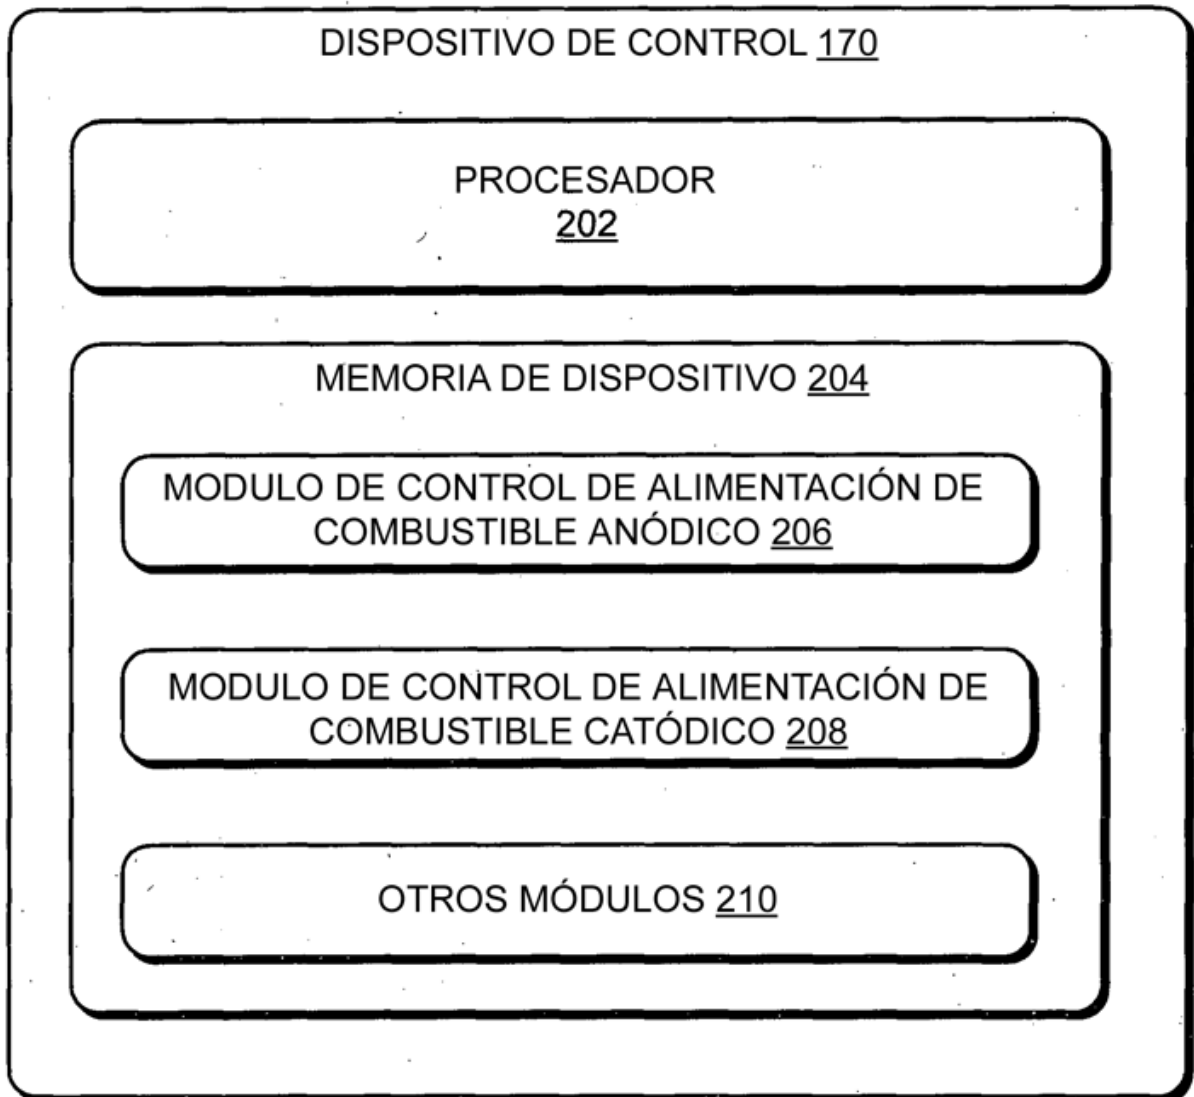 DISPOSITIVO DE CONTROL 170
PROCESADOR
202
MEMORIA DE DISPOSITIVO 204
MODULO DE CONTROL DE ALIMENTACIÓN DE
COMBUSTIBLE ANÓDICO 206
MODULO DE CONTROL DE ALIMENTACIÓN DE
COMBUSTIBLE CATÓDICO 208
OTROS MÓDULOS 210